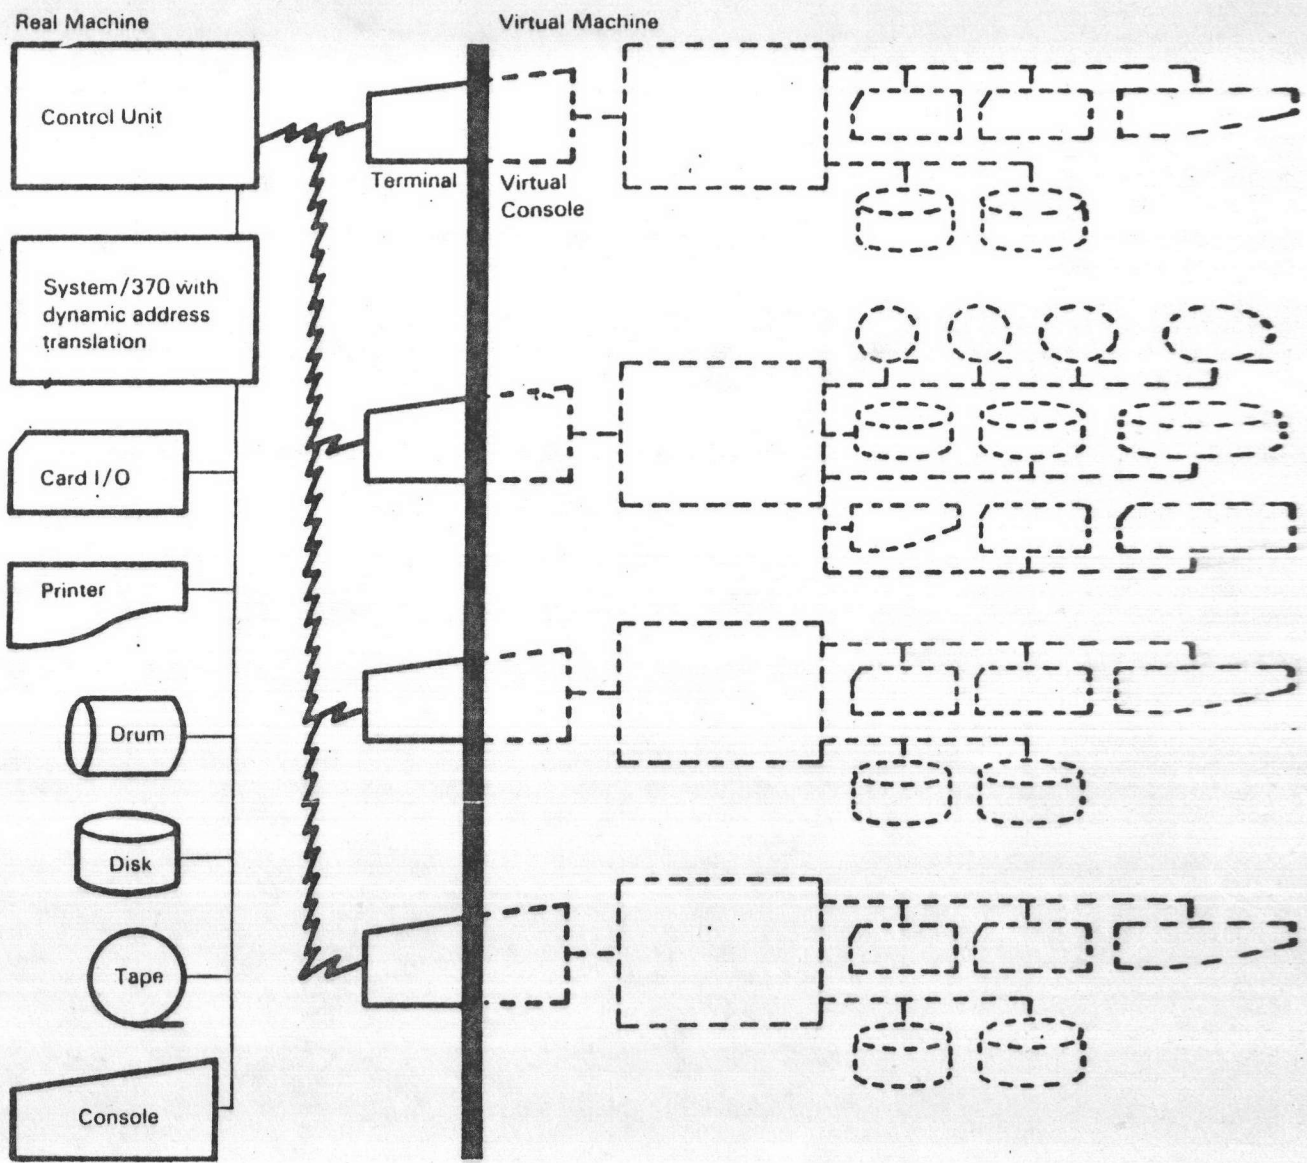 Real Machine
Virtual Machine
Control Unit
Terminal
Virtual
Console
System/370 with
dynamic address
translation
Card I/O
Printer
Drum
Disk
Tape
Console